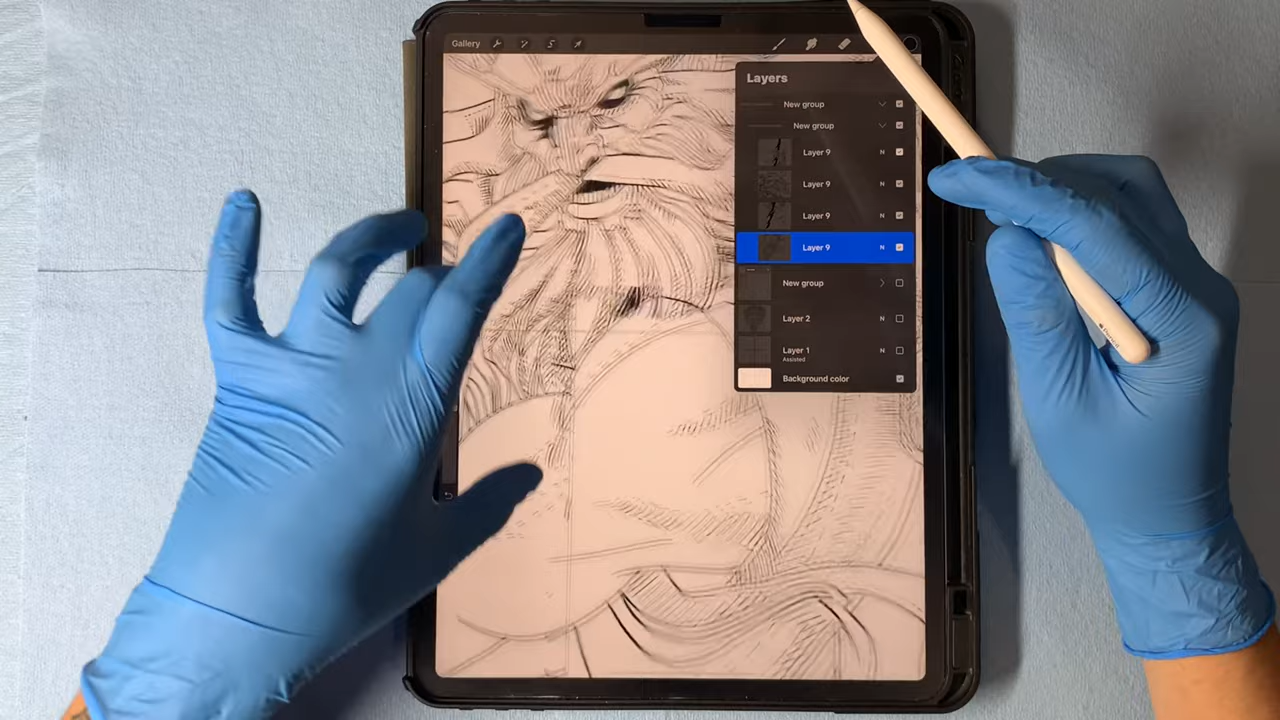 Gallery
Layers
New group
New group
Layer 9 N
Layer 9 N
Layer 9 N
Layer 9 N
New group
Layer 2 N
Layer 1 N
Assisted
Background color